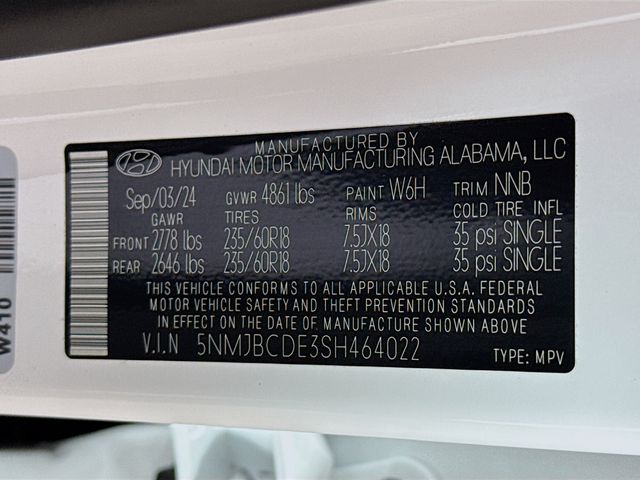 MANUFACTURED BY
HYUNDAI MOTOR MANUFACTURING ALABAMA, LLC
Sep/03/24 GVWR 4861 lbs PAINT W6H TRIM NNB
GAWR TIRES RIMS COLD TIRE INFL
FRONT 2778 lbs 235/60R18 7.5JX18 35 psi SINGLE
REAR 2646 lbs 235/60R18 7.5JX18 35 psi SINGLE
THIS VEHICLE CONFORMS TO ALL APPLICABLE U.S.A. FEDERAL
MOTOR VEHICLE SAFETY AND THEFT PREVENTION STANDARDS
IN EFFECT ON THE DATE OF MANUFACTURE SHOWN ABOVE
V.I.N 5NMJBCDE3SH464022
TYPE: MPV
W410